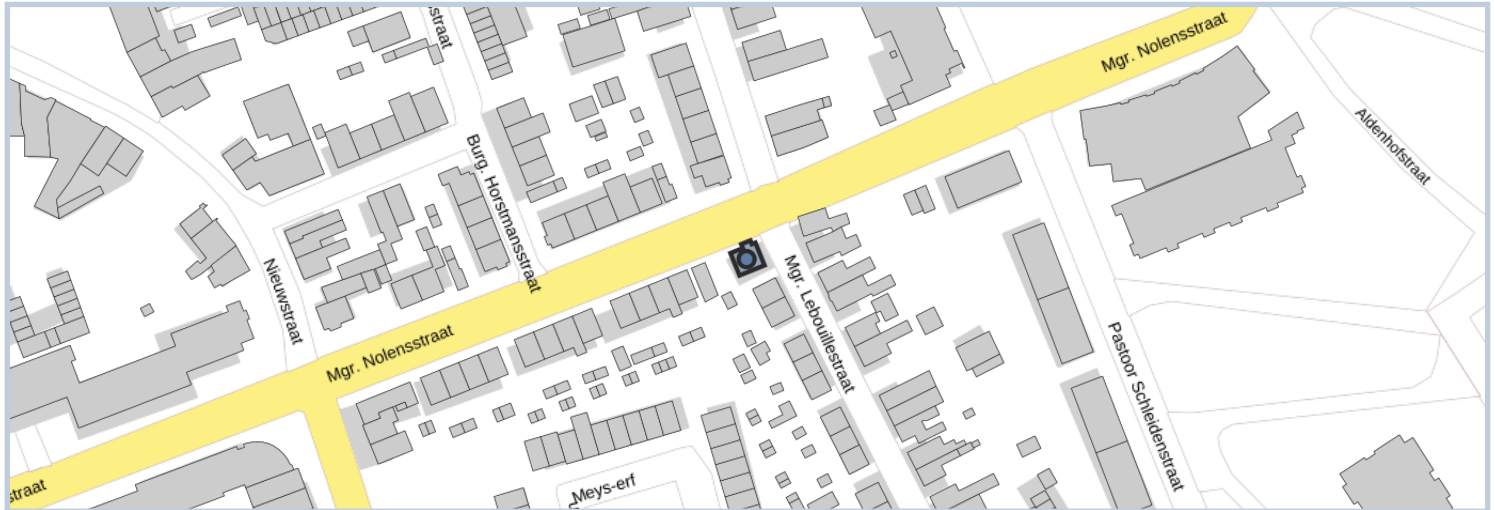 straat
Mgr. Nolensstraat
Aldenhofstraat
Burg. Horstmansstraat
Nieuwstraat
Mgr. Lebouillestraat
Mgr. Nolensstraat
Pastoor Schleidenstraat
straat
Meys-erf